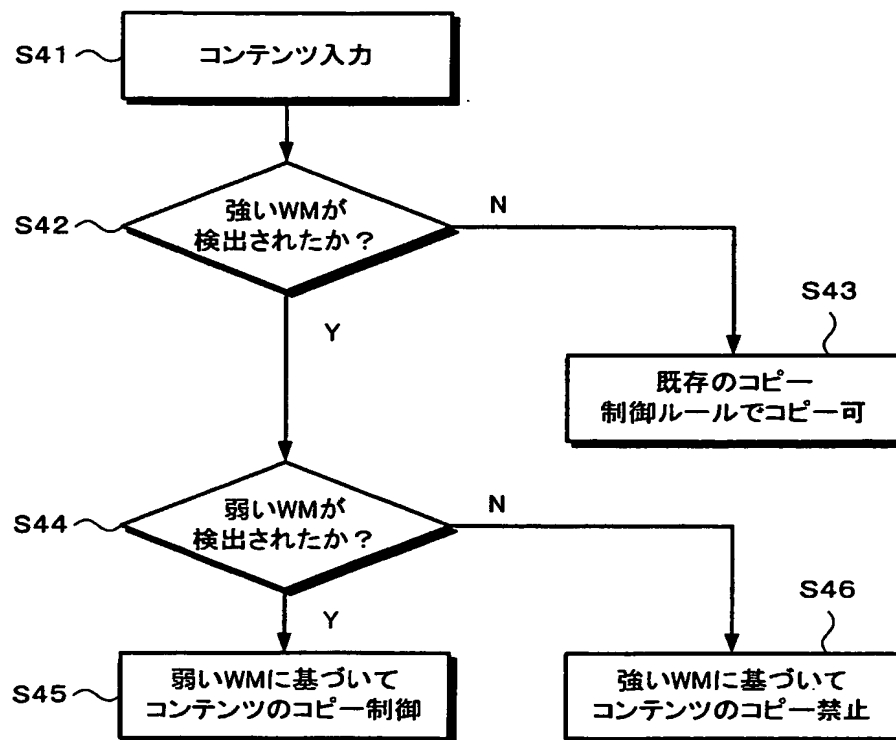 S41
コンテンツ入力
S42
強いWMが
検出されたか？
N
Y
S43
既存のコピー
制御ルールでコピー可
S44
弱いWMが
検出されたか？
N
Y
S45
弱いWMに基づいて
コンテンツのコピー制御
S46
強いWMに基づいて
コンテンツのコピー禁止